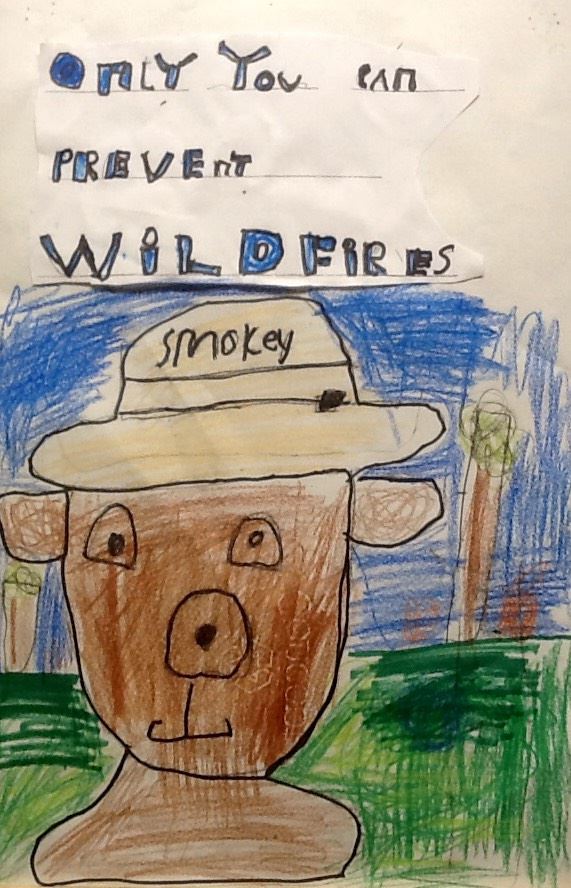 ONLY YOU CAN
PREVENT
WILDFIRES
smokey